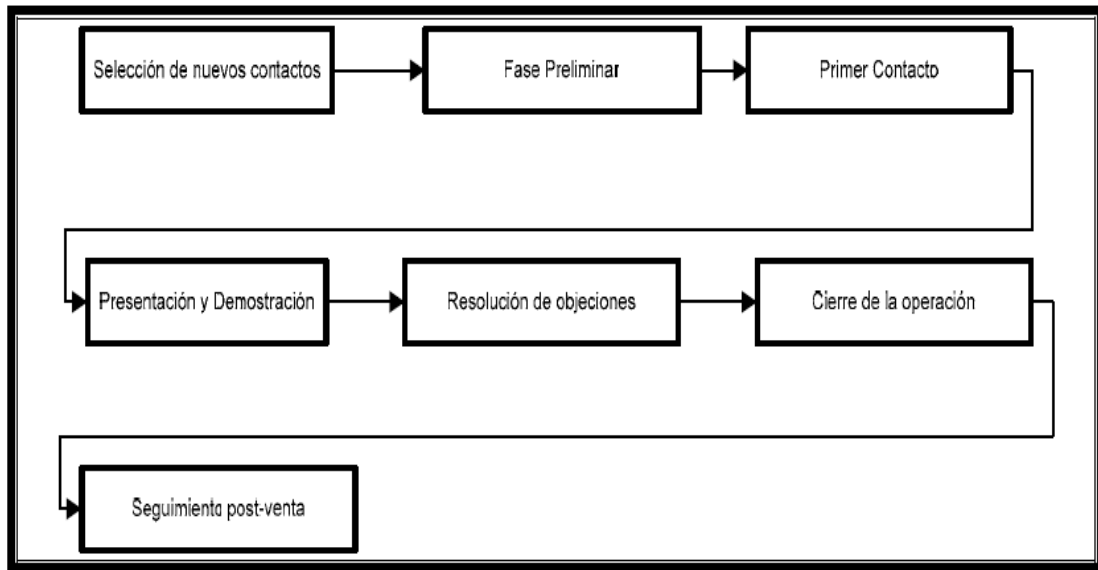 Selección de nuevos contactos
Fase Preliminar
Primer Contacto
Presentación y Demostración
Resolución de objeciones
Cierre de la operación
Seguimiento post-venta